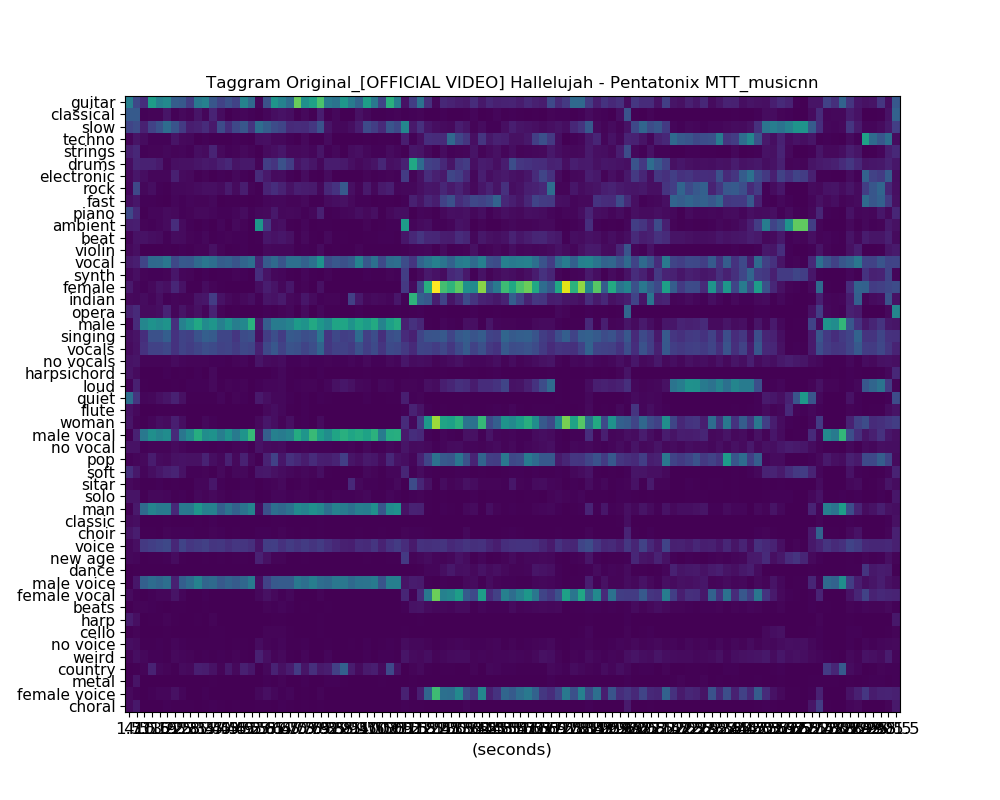 Taggram Original_[OFFICIAL VIDEO] Hallelujah - Pentatonix MTT_musicnn
guitar
classical
slow
techno
strings
drums
electronic
rock
fast
piano
ambient
beat
violin
vocal
synth
female
indian
opera
male
singing
vocals
no vocals
harpsichord
loud
quiet
flute
woman
male vocal
no vocal
pop
soft
sitar
solo
man
classic
choir
voice
new age
dance
male voice
female vocal
beats
harp
cello
no voice
weird
country
metal
female voice
choral
(seconds)